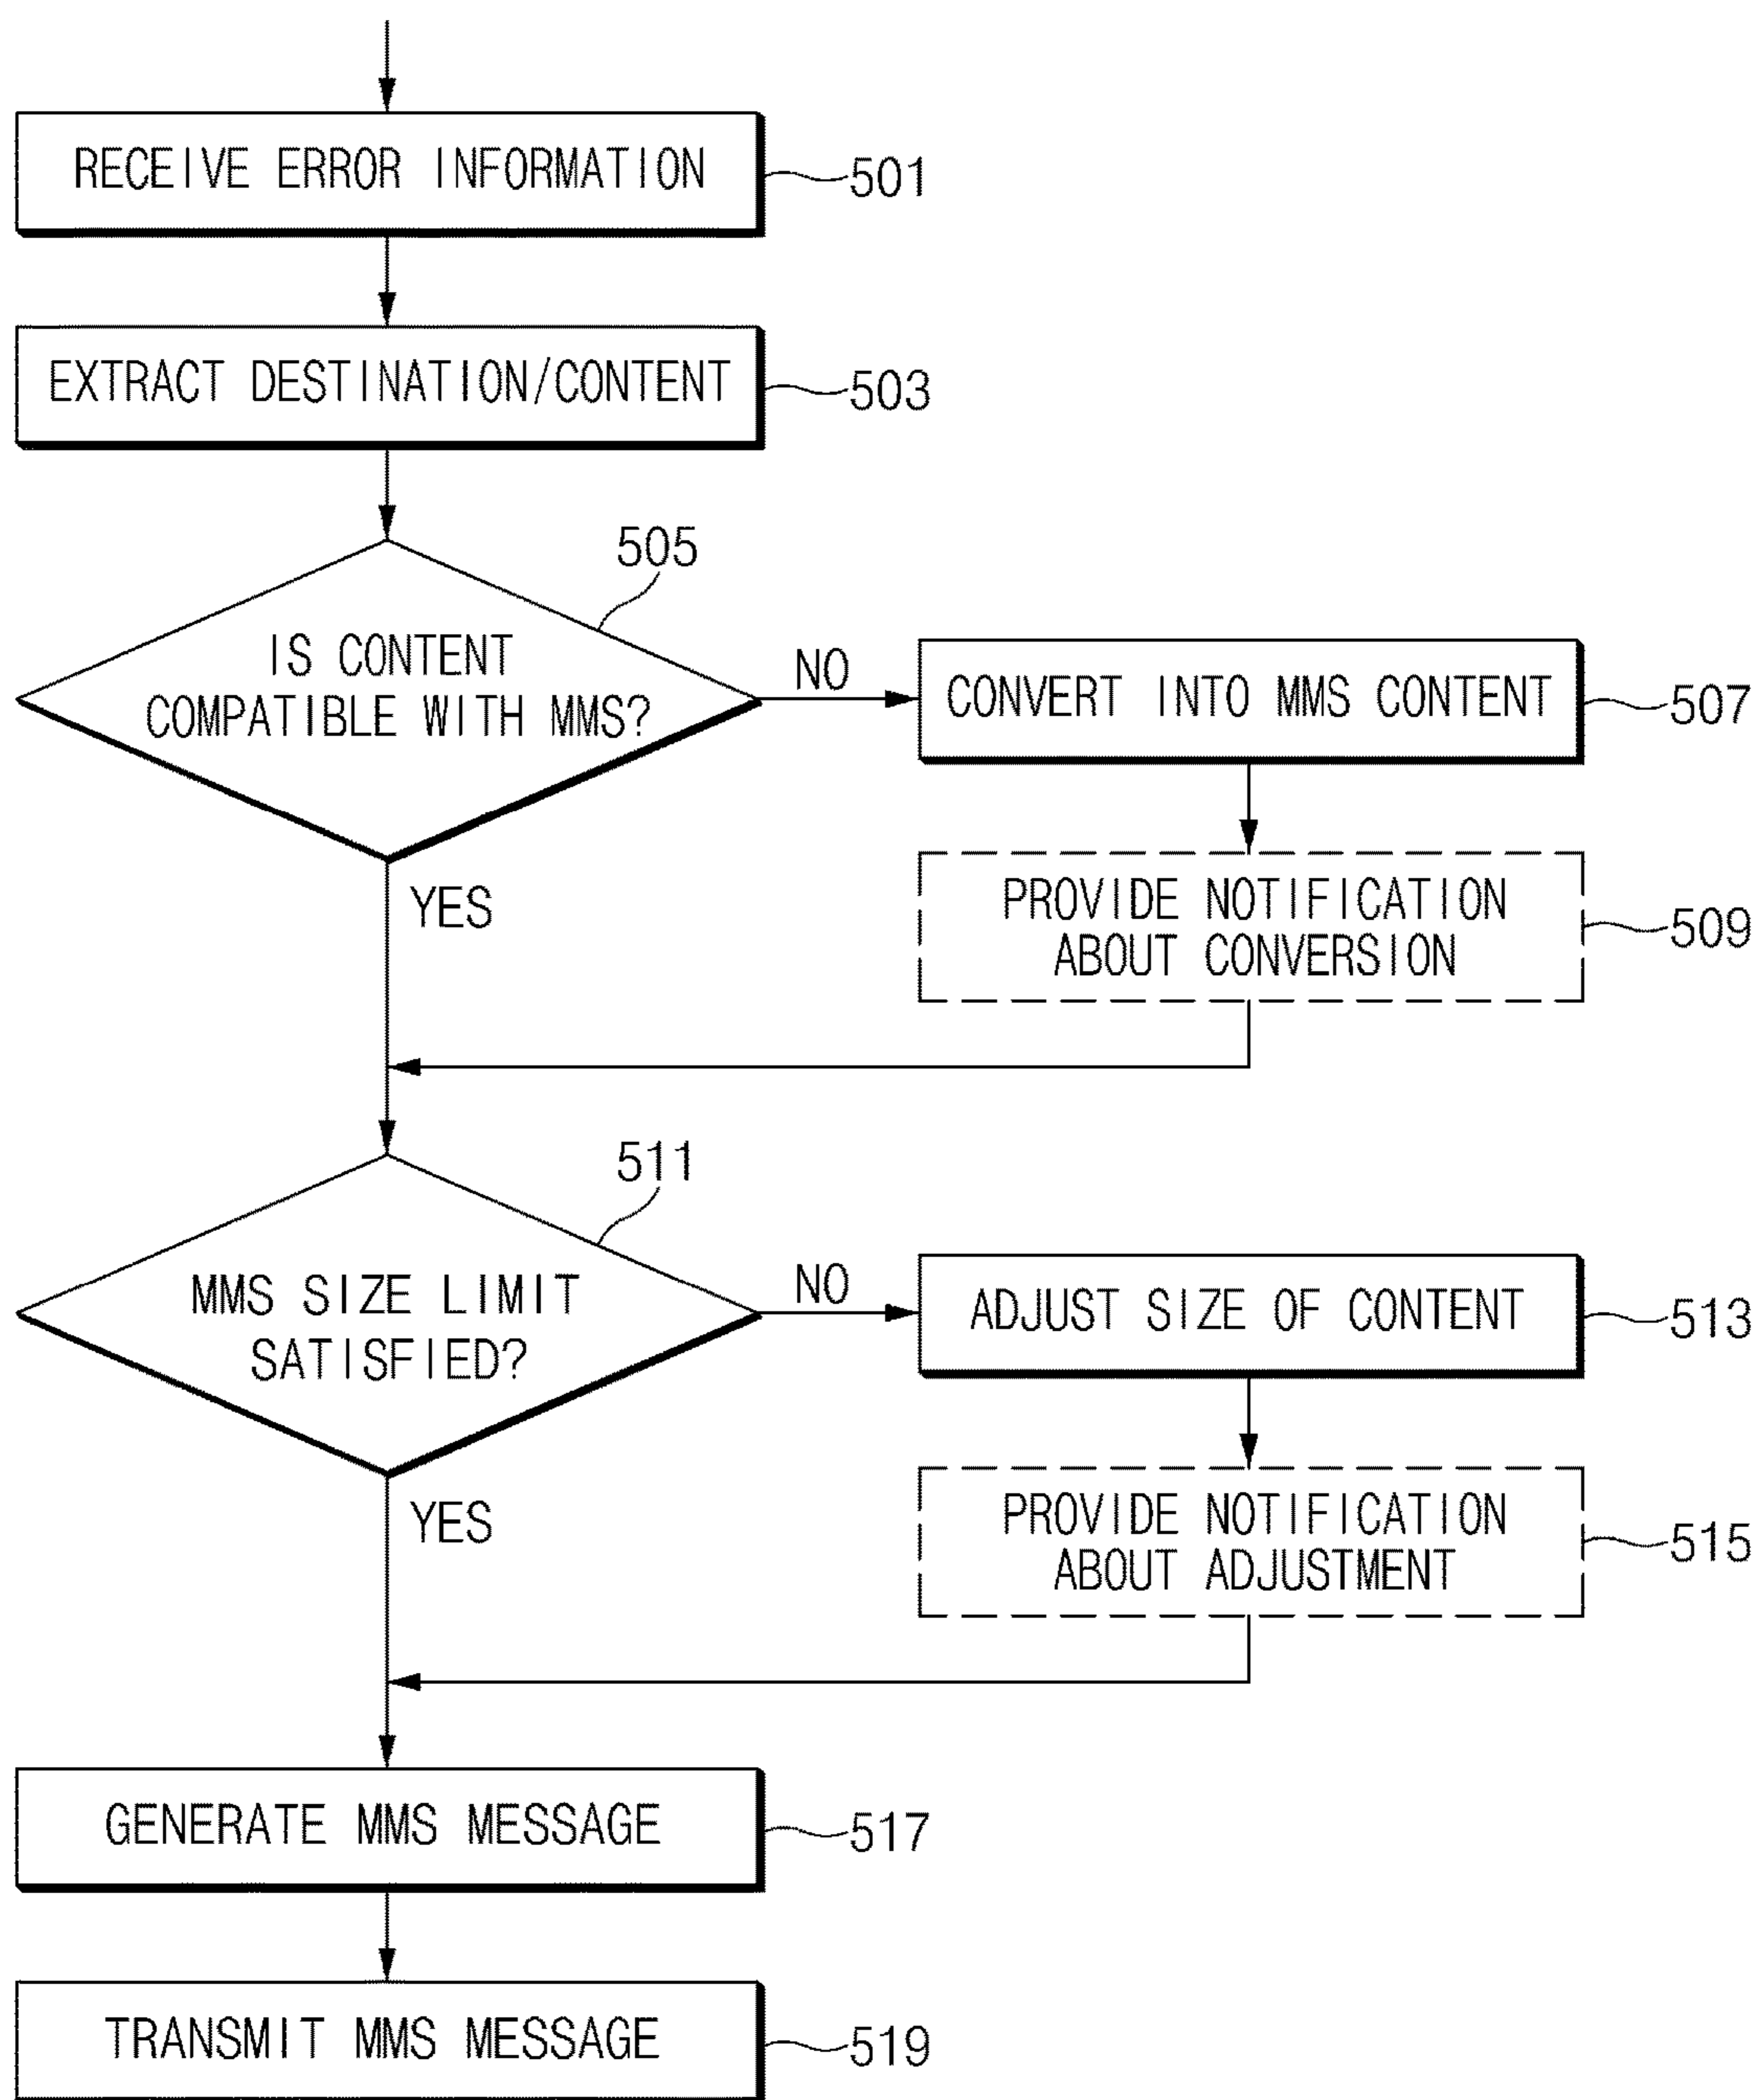 RECEIVE ERROR INFORMATION
501
EXTRACT DESTINATION/CONTENT
503
505
IS CONTENT
COMPATIBLE WITH MMS?
NO
CONVERT INTO MMS CONTENT
507
YES
PROVIDE NOTIFICATION
ABOUT CONVERSION
509
511
MMS SIZE LIMIT
SATISFIED?
NO
ADJUST SIZE OF CONTENT
513
YES
PROVIDE NOTIFICATION
ABOUT ADJUSTMENT
515
GENERATE MMS MESSAGE
517
TRANSMIT MMS MESSAGE
519